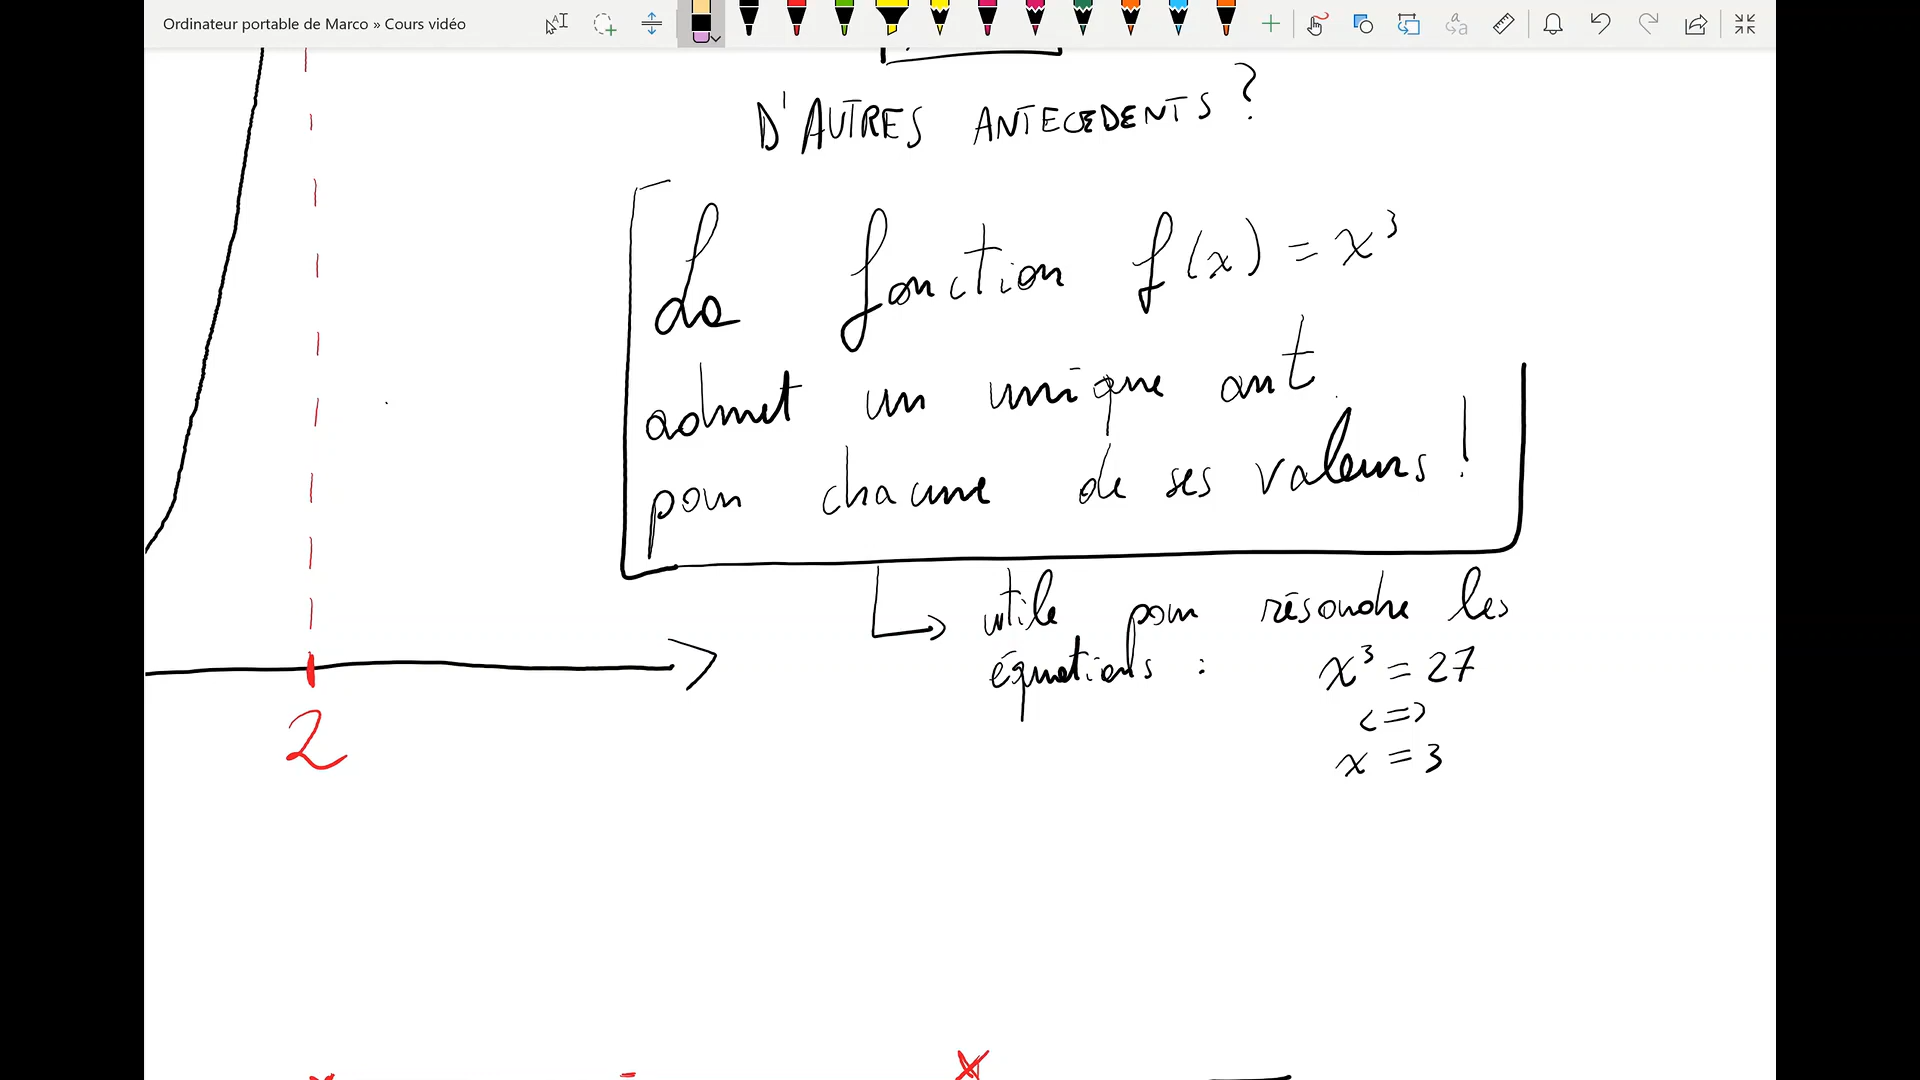 Ordinateur portable de Marco » Cours vidéo
D'AUTRES ANTECEDENTS ?
La fonction f(x) = x³
admet un unique ant.
pour chacune de ses valeurs !
utile pour résoudre les
équations : x³ = 27
<=>
x = 3
2